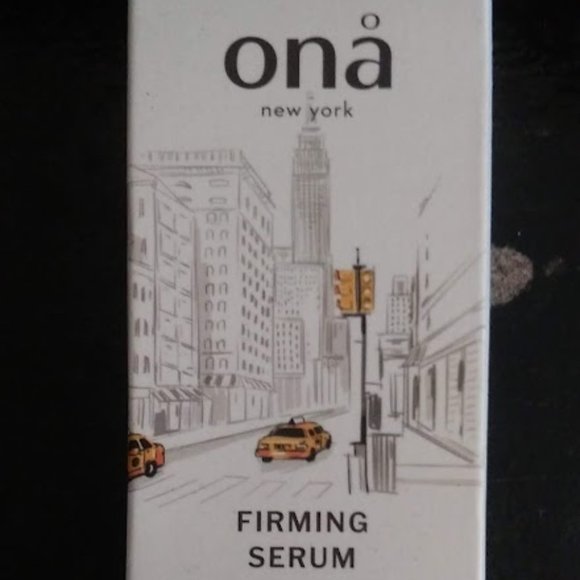 onå
new york
FIRMING
SERUM